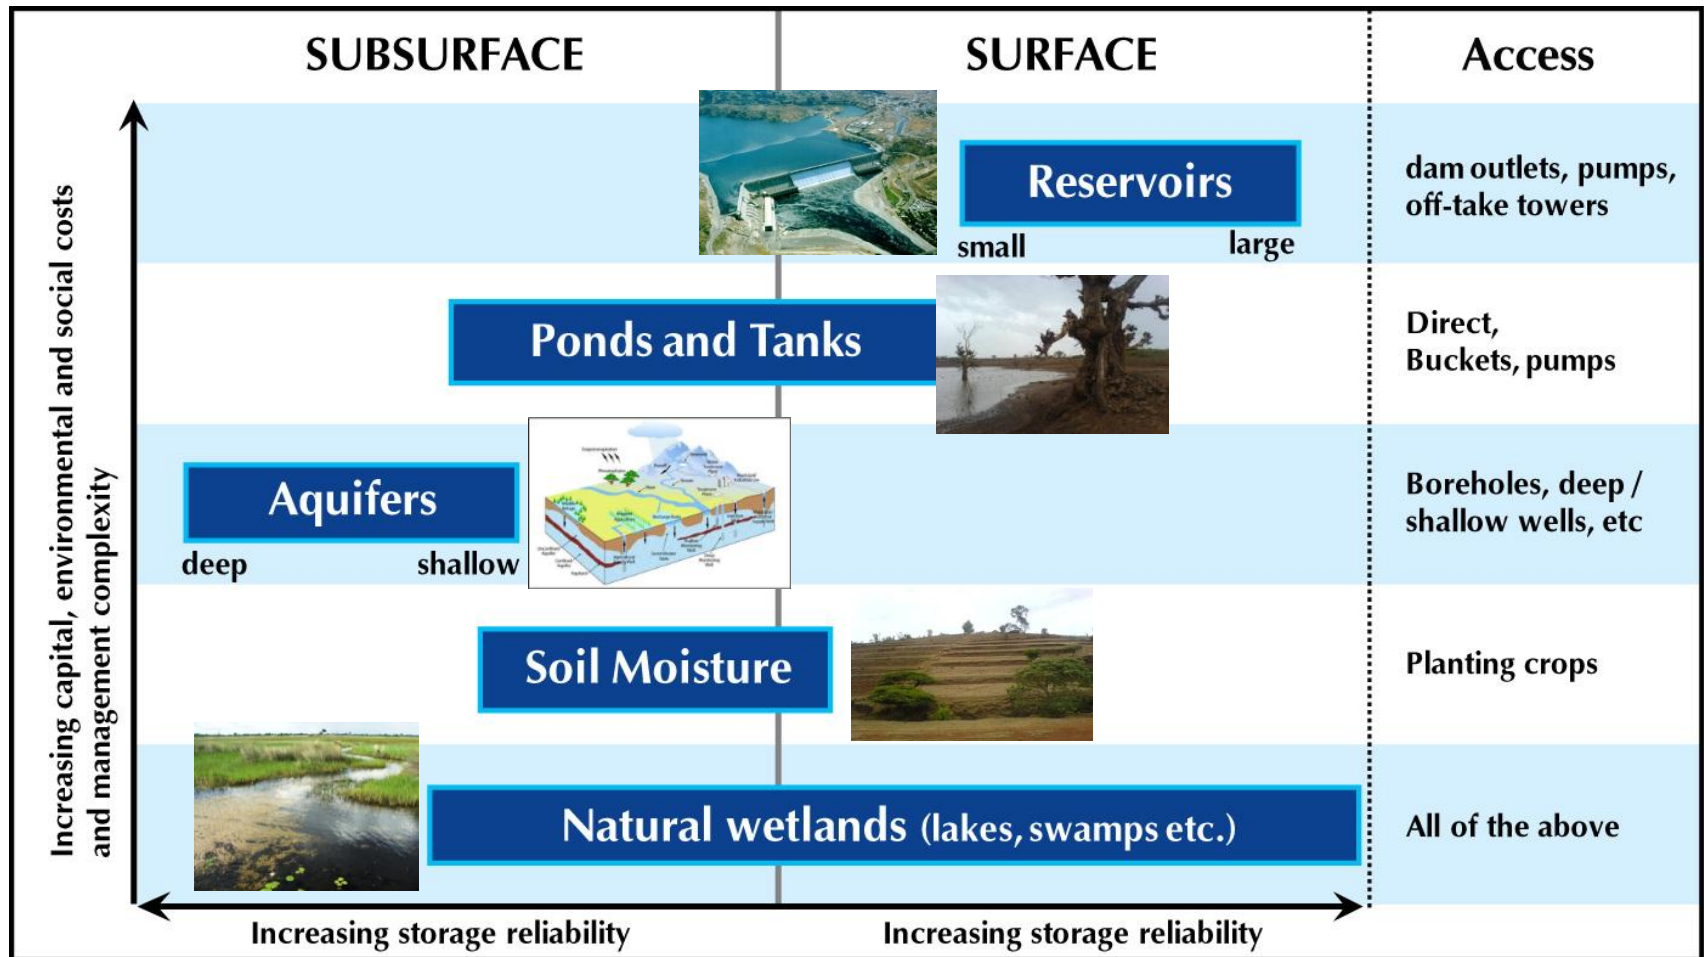 SUBSURFACE
SURFACE
Access
Increasing capital, environmental and social costs
and management complexity
Reservoirs
small
large
dam outlets, pumps,
off-take towers
Ponds and Tanks
Direct,
Buckets, pumps
Aquifers
deep
shallow
Boreholes, deep /
shallow wells, etc
Soil Moisture
Planting crops
Natural wetlands (lakes, swamps etc.)
All of the above
Increasing storage reliability
Increasing storage reliability